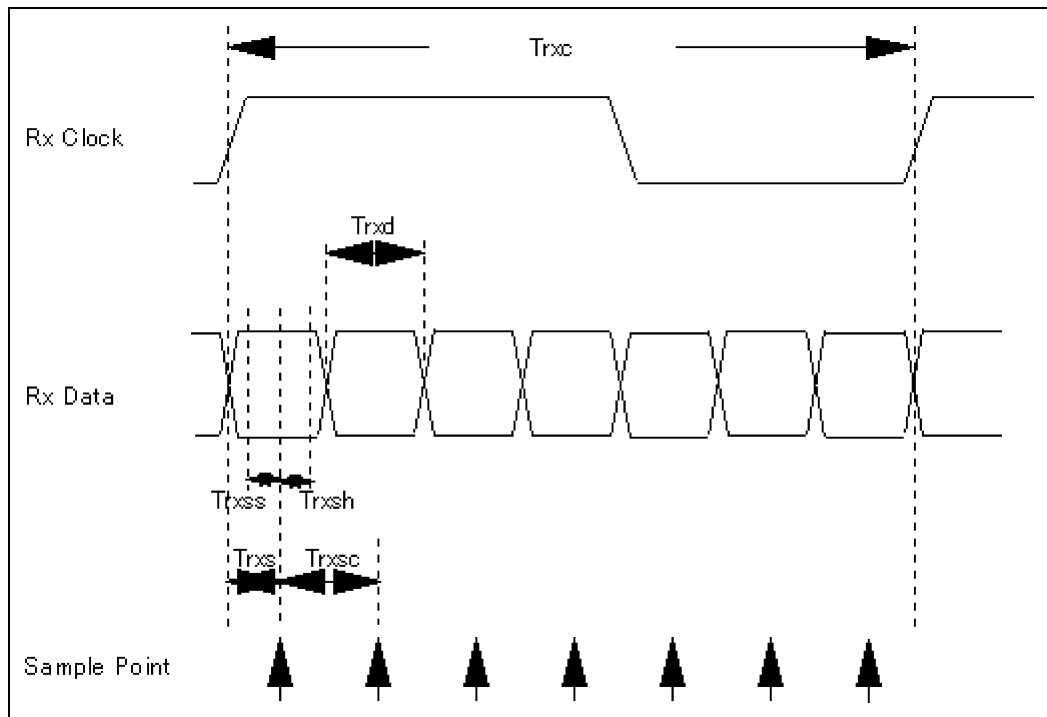 Trxc
Rx Clock
Trxd
Rx Data
Trxss Trxsh
Trxs Trxsc
Sample Point